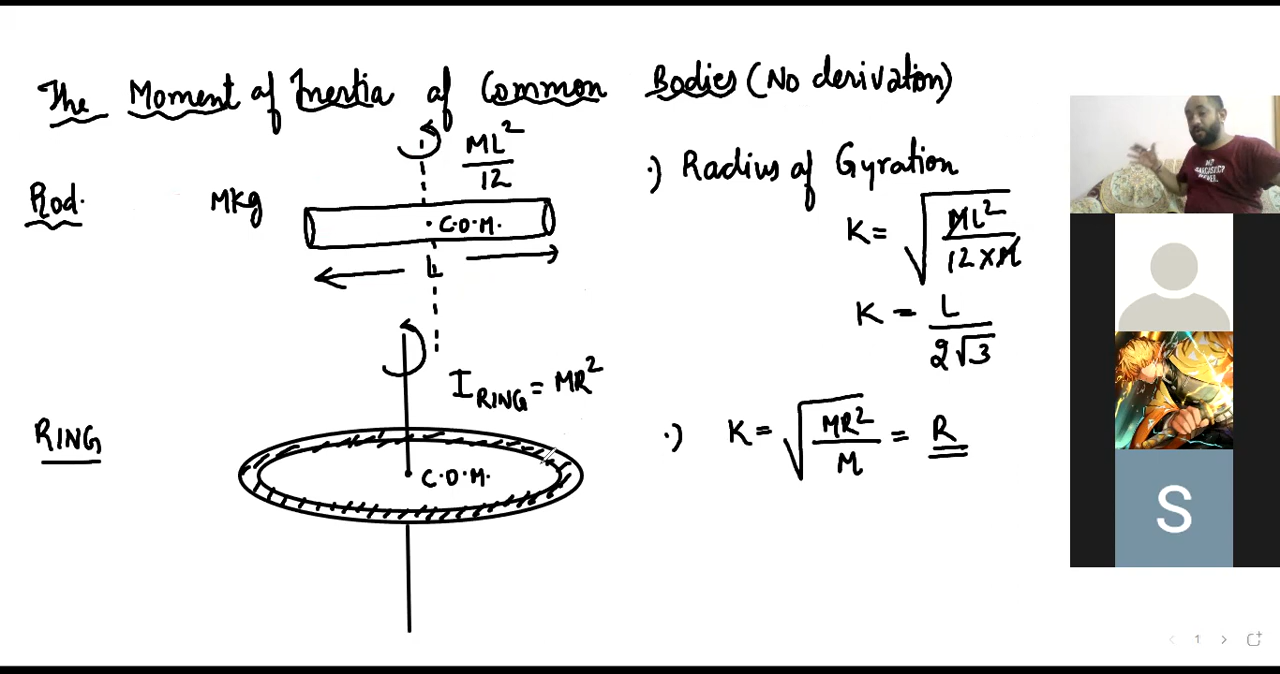 The Moment of Inertia of Common Bodies (No derivation)
ML²/12
Rod.
MKg
C.O.M.
L
·) Radius of Gyration
K = √(ML²/12×M)
K = L/2√3
I RING = MR²
RING
C.O.M.
·) K = √(MR²/M) = R
S
1